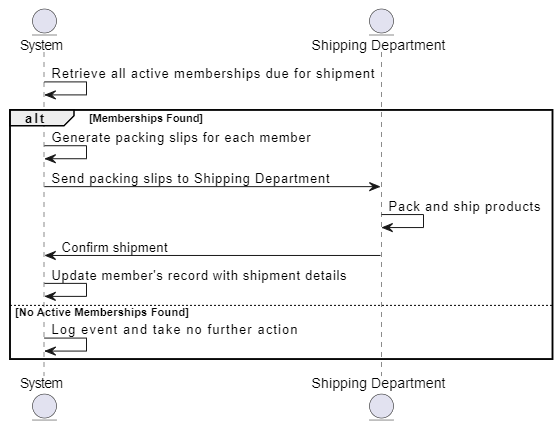 System
Shipping Department
Retrieve all active memberships due for shipment
alt
[Memberships Found]
Generate packing slips for each member
Send packing slips to Shipping Department
Pack and ship products
Confirm shipment
Update member's record with shipment details
[No Active Memberships Found]
Log event and take no further action
System
Shipping Department